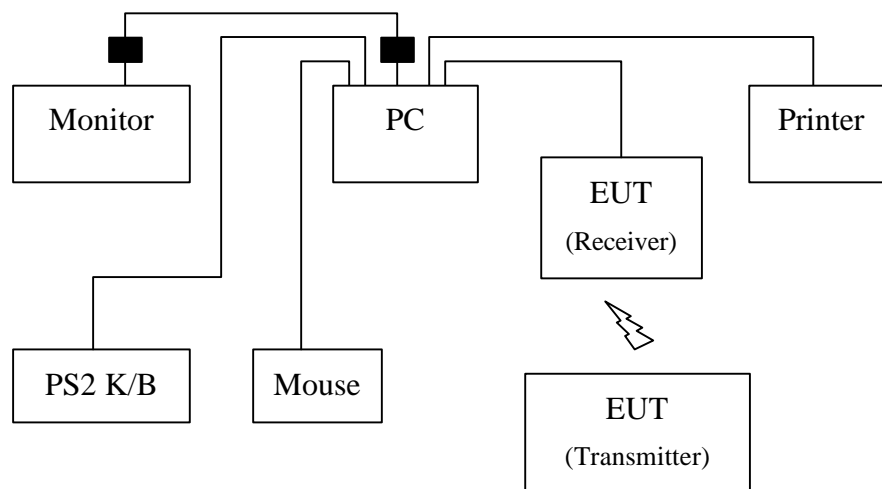 Monitor
PC
Printer
EUT
(Receiver)
PS2 K/B
Mouse
EUT
(Transmitter)